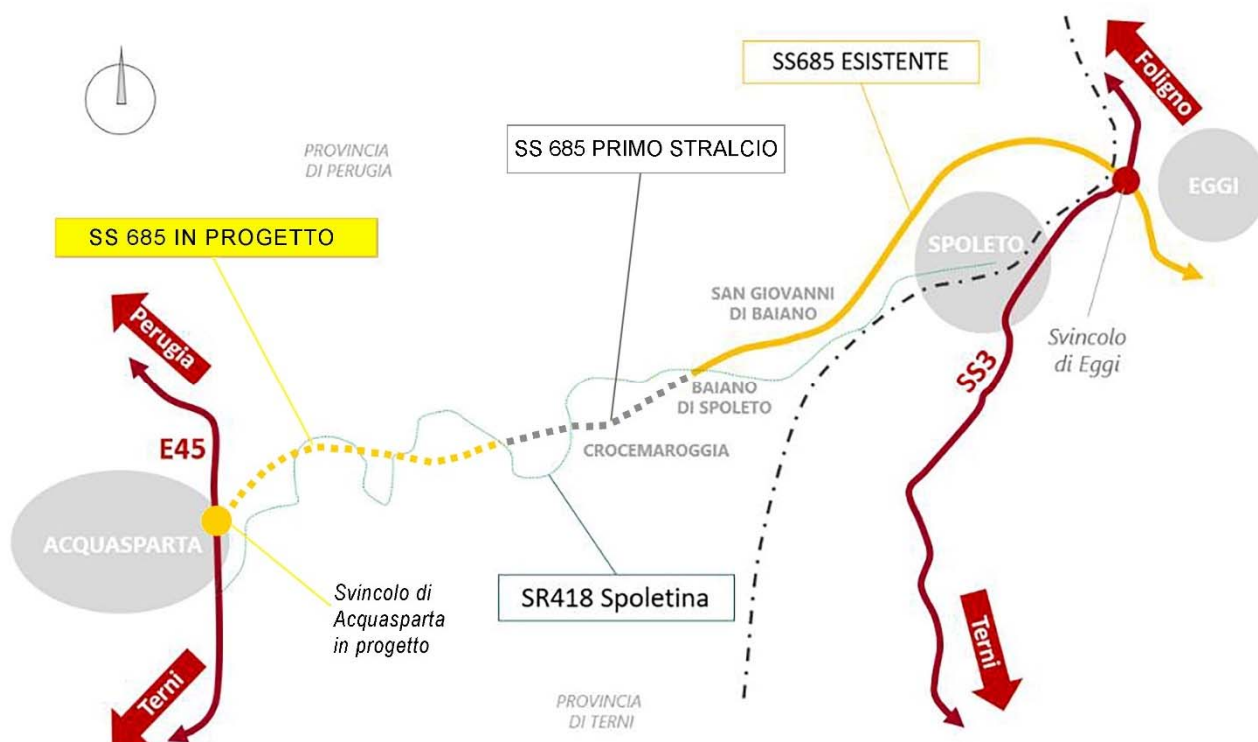 Foligno
SS685 ESISTENTE
SS 685 PRIMO STRALCIO
PROVINCIA
DI PERUGIA
EGGI
SS 685 IN PROGETTO
SPOLETO
SAN GIOVANNI
DI BAIANO
Perugia
Svincolo
di Eggi
SS3
BAIANO
DI SPOLETO
E45
CROCEMAROGGIA
ACQUASPARTA
Svincolo di
Acquasparta
in progetto
SR418 Spoletina
Terni
Terni
PROVINCIA
DI TERNI